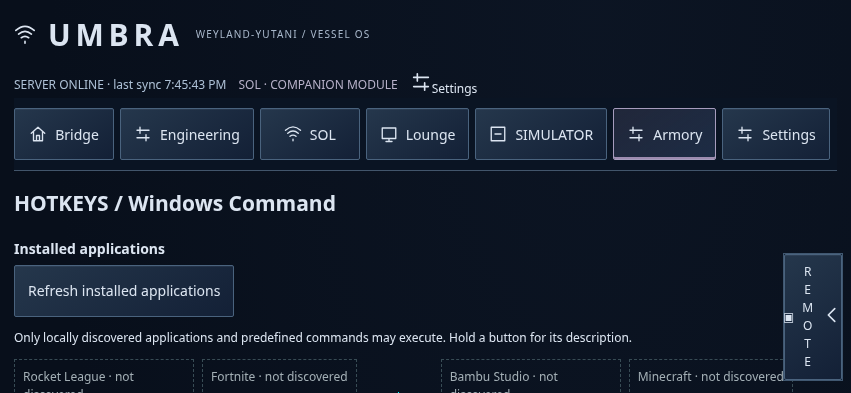 UMBRA WEYLAND-YUTANI / VESSEL OS
SERVER ONLINE · last sync 7:45:43 PM SOL · COMPANION MODULE Settings
Bridge Engineering SOL Lounge SIMULATOR Armory Settings
HOTKEYS / Windows Command
Installed applications
Refresh installed applications
REMOTE
Only locally discovered applications and predefined commands may execute. Hold a button for its description.
Rocket League · not discovered
Fortnite · not discovered
Bambu Studio · not discovered
Minecraft · not discovered